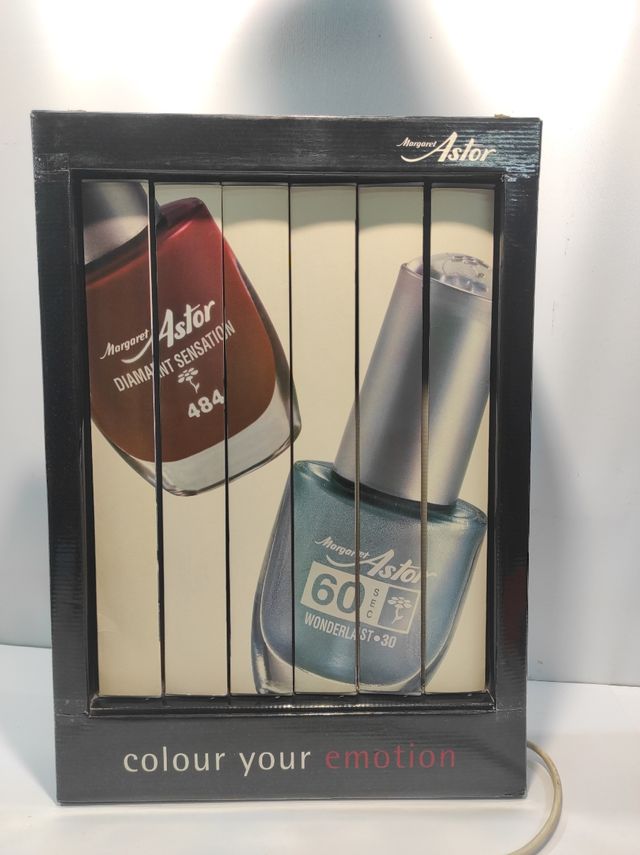 Margaret Astor
Margaret Astor
DIAMANT SENSATION
484
Margaret Astor
60 SEC
WONDERLAST•30
colour your emotion